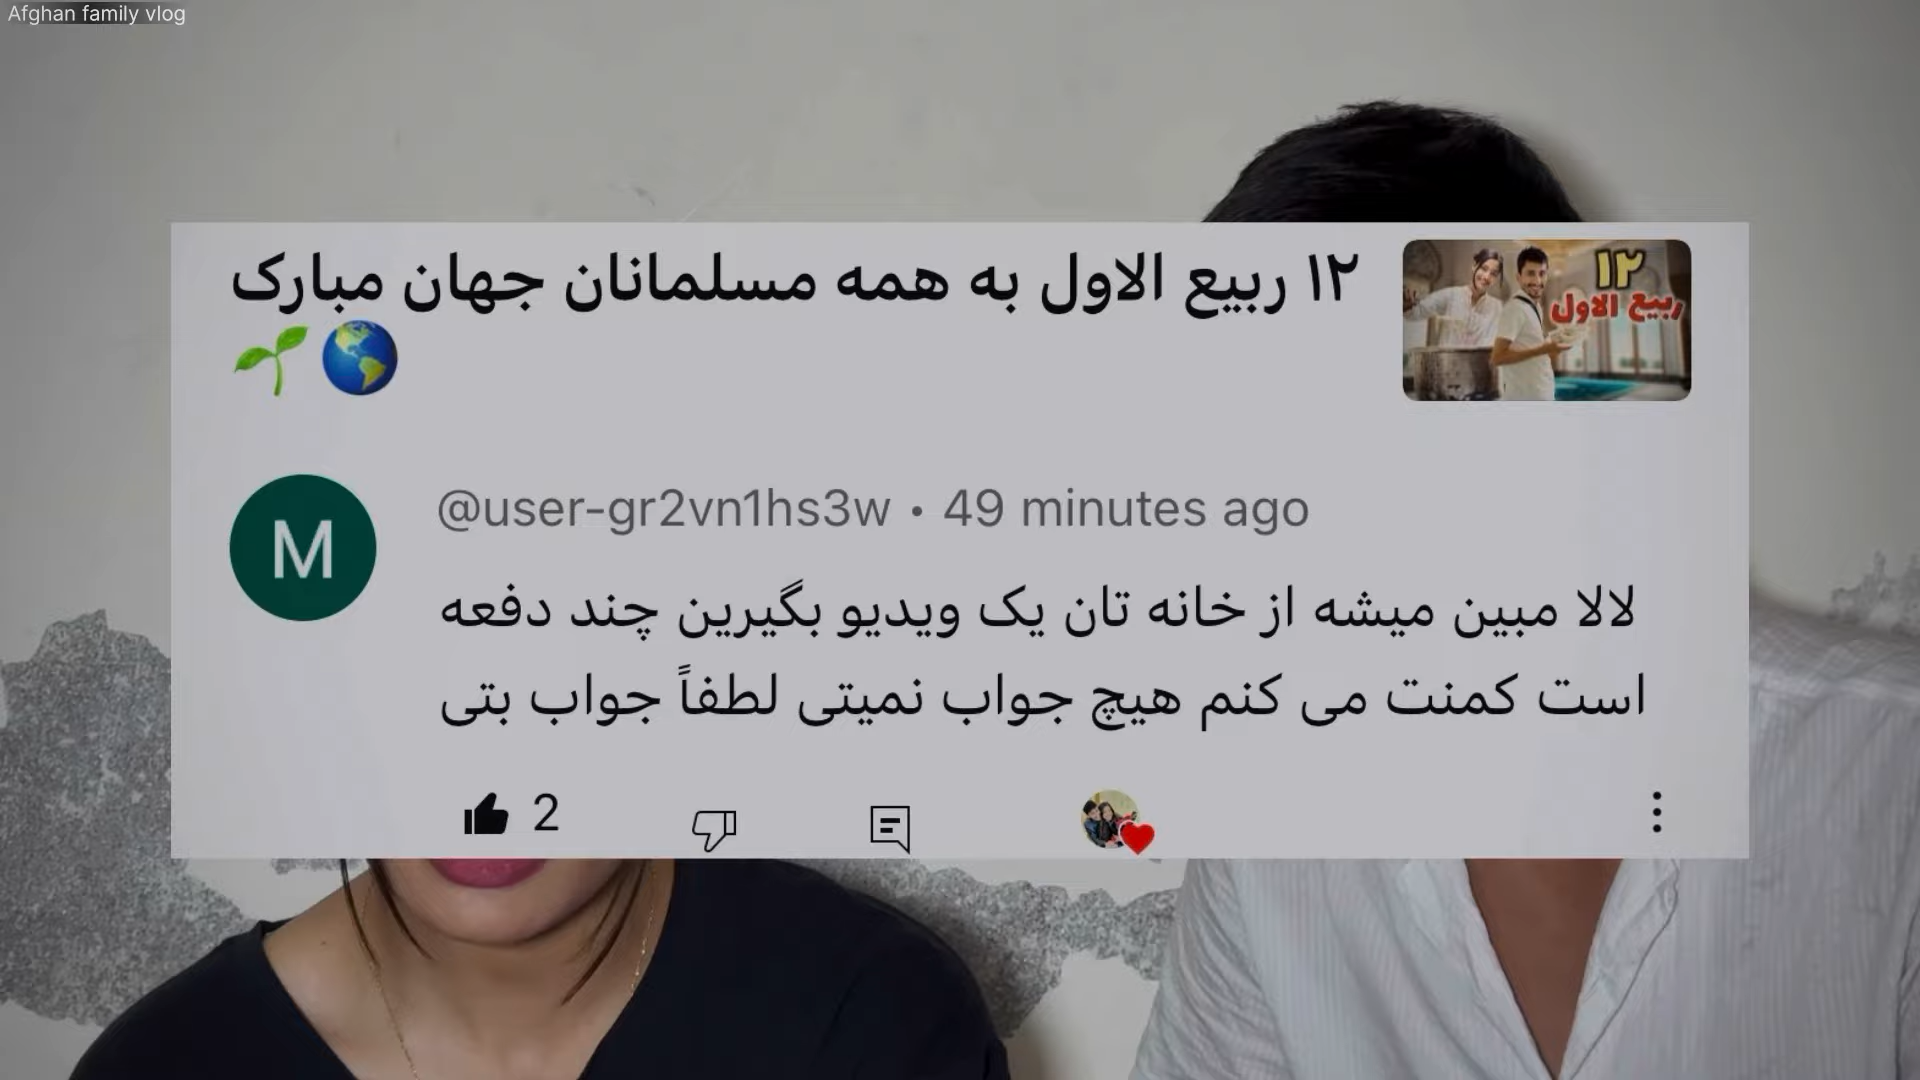 Afghan family vlog
۱۲ ربیع الاول به همه مسلمانان جهان مبارک
🌱🌎
۱۲
ربیع الاول
M
@user-gr2vn1hs3w • 49 minutes ago
لالا مبین میشه از خانه تان یک ویدیو بگیرین چند دفعه
است کمنت می کنم هیچ جواب نمیتی لطفاً جواب بتی
2